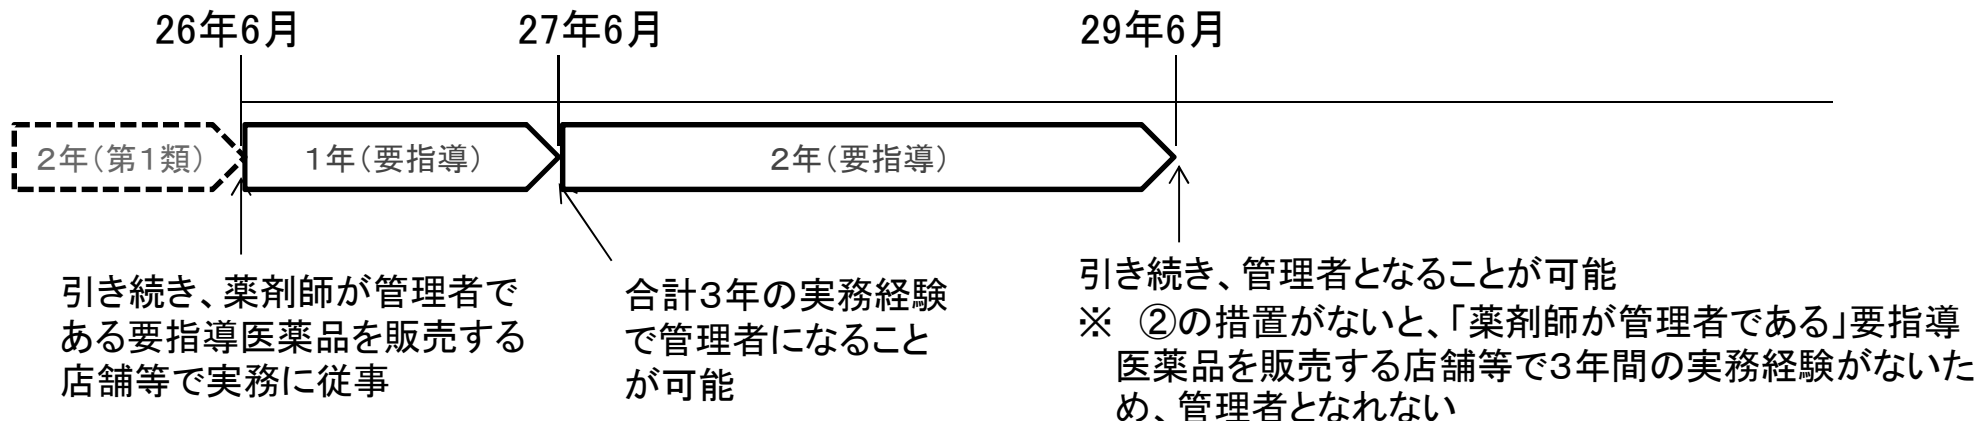 26年6月
27年6月
29年6月
２年（第１類）
１年（要指導）
２年（要指導）
引き続き、薬剤師が管理者で
ある要指導医薬品を販売する
店舗等で実務に従事
合計３年の実務経験
で管理者になること
が可能
引き続き、管理者となることが可能
※　②の措置がないと、「薬剤師が管理者である」要指導
医薬品を販売する店舗等で３年間の実務経験がないた
め、管理者となれない